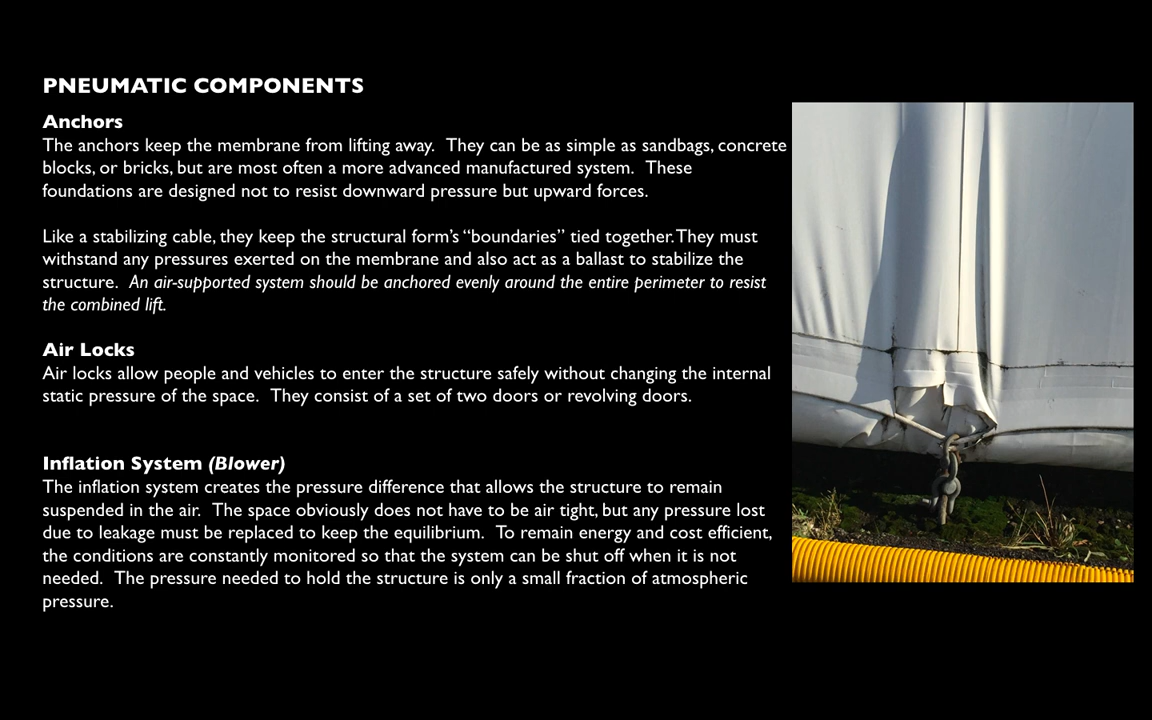 PNEUMATIC COMPONENTS
Anchors
The anchors keep the membrane from lifting away.  They can be as simple as sandbags, concrete
blocks, or bricks, but are most often a more advanced manufactured system.  These
foundations are designed not to resist downward pressure but upward forces.
Like a stabilizing cable, they keep the structural form’s “boundaries” tied together. They must
withstand any pressures exerted on the membrane and also act as a ballast to stabilize the
structure.  An air-supported system should be anchored evenly around the entire perimeter to resist
the combined lift.
Air Locks
Air locks allow people and vehicles to enter the structure safely without changing the internal
static pressure of the space.  They consist of a set of two doors or revolving doors.
Inflation System (Blower)
The inflation system creates the pressure difference that allows the structure to remain
suspended in the air.  The space obviously does not have to be air tight, but any pressure lost
due to leakage must be replaced to keep the equilibrium.  To remain energy and cost efficient,
the conditions are constantly monitored so that the system can be shut off when it is not
needed.  The pressure needed to hold the structure is only a small fraction of atmospheric
pressure.